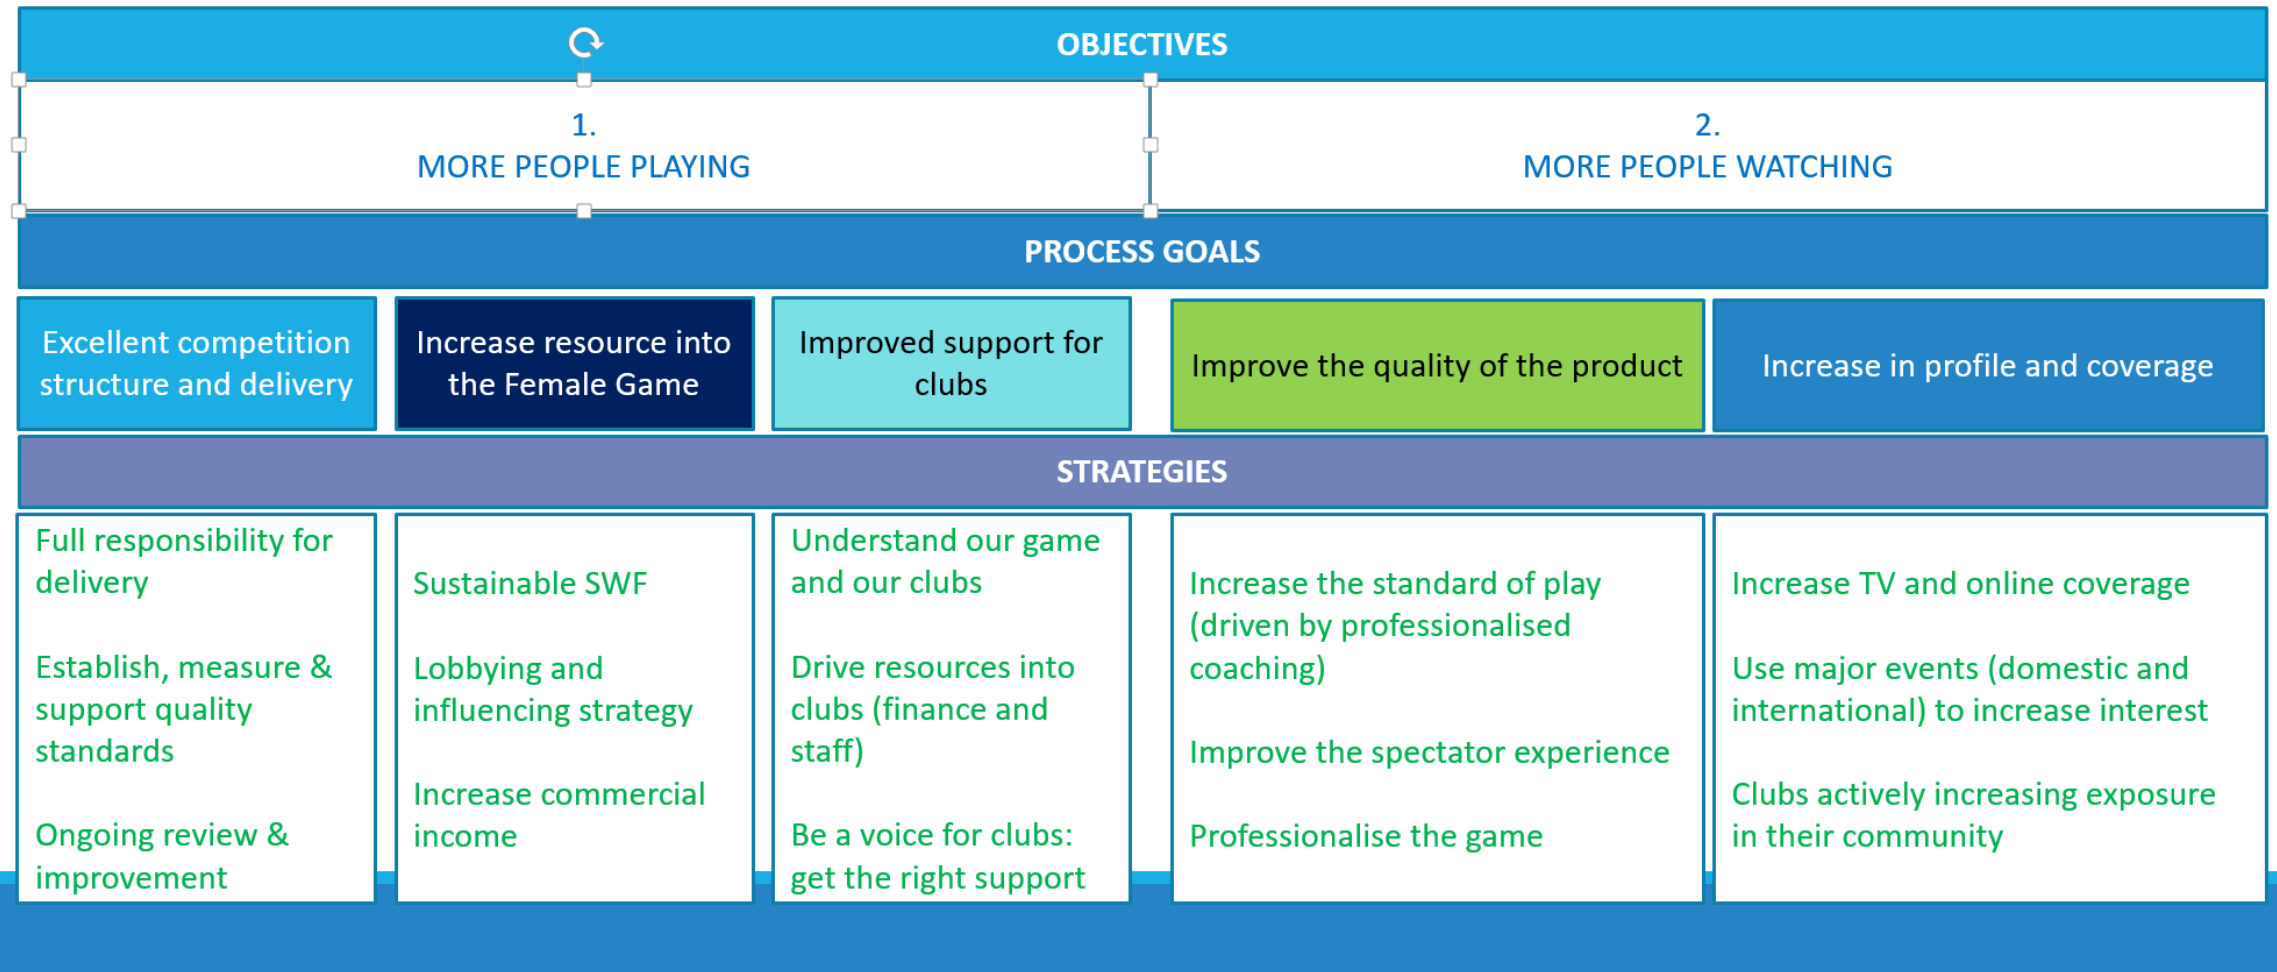 OBJECTIVES
1.
MORE PEOPLE PLAYING
2.
MORE PEOPLE WATCHING
PROCESS GOALS
Excellent competition
structure and delivery
Increase resource into
the Female Game
Improved support for
clubs
Improve the quality of the product
Increase in profile and coverage
STRATEGIES
Full responsibility for
delivery
Establish, measure &
support quality
standards
Ongoing review &
improvement
Sustainable SWF
Lobbying and
influencing strategy
Increase commercial
income
Understand our game
and our clubs
Drive resources into
clubs (finance and
staff)
Be a voice for clubs:
get the right support
Increase the standard of play
(driven by professionalised
coaching)
Improve the spectator experience
Professionalise the game
Increase TV and online coverage
Use major events (domestic and
international) to increase interest
Clubs actively increasing exposure
in their community